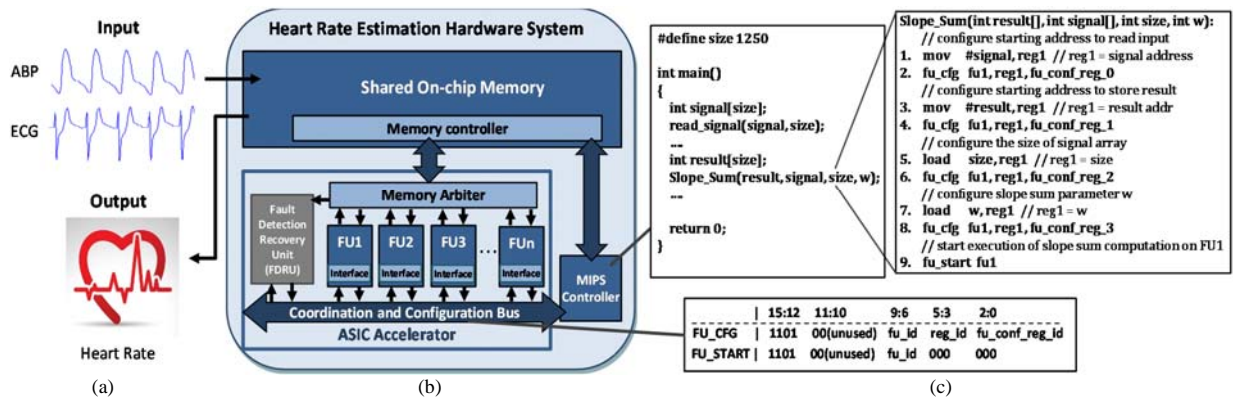 Input
ABP
ECG
Output
Heart Rate
(a)
Heart Rate Estimation Hardware System
Shared On-chip Memory
Memory controller
Memory Arbiter
Fault
Detection
Recovery
Unit
(FDRU)
FU1
FU2
FU3
...
FUn
Interface
Interface
Interface
Interface
MIPS
Controller
Coordination and Configuration Bus
ASIC Accelerator
(b)
#define size 1250
int main()
{
int signal[size];
read_signal(signal, size);
...
int result[size];
Slope_Sum(result, signal, size, w);
...
return 0;
}
Slope_Sum(int result[], int signal[], int size, int w):
// configure starting address to read input
1. mov #signal, reg1 // reg1 = signal address
2. fu_cfg fu1, reg1, fu_conf_reg_0
// configure starting address to store result
3. mov #result, reg1 // reg1 = result addr
4. fu_cfg fu1, reg1, fu_conf_reg_1
// configure the size of signal array
5. load size, reg1 // reg1 = size
6. fu_cfg fu1, reg1, fu_conf_reg_2
// configure slope sum parameter w
7. load w, reg1 // reg1 = w
8. fu_cfg fu1, reg1, fu_conf_reg_3
// start execution of slope sum computation on FU1
9. fu_start fu1
| 15:12 11:10 9:6 5:3 2:0
FU_CFG | 1101 00(unused) fu_id reg_id fu_conf_reg_id
FU_START | 1101 00(unused) fu_id 000 000
(c)